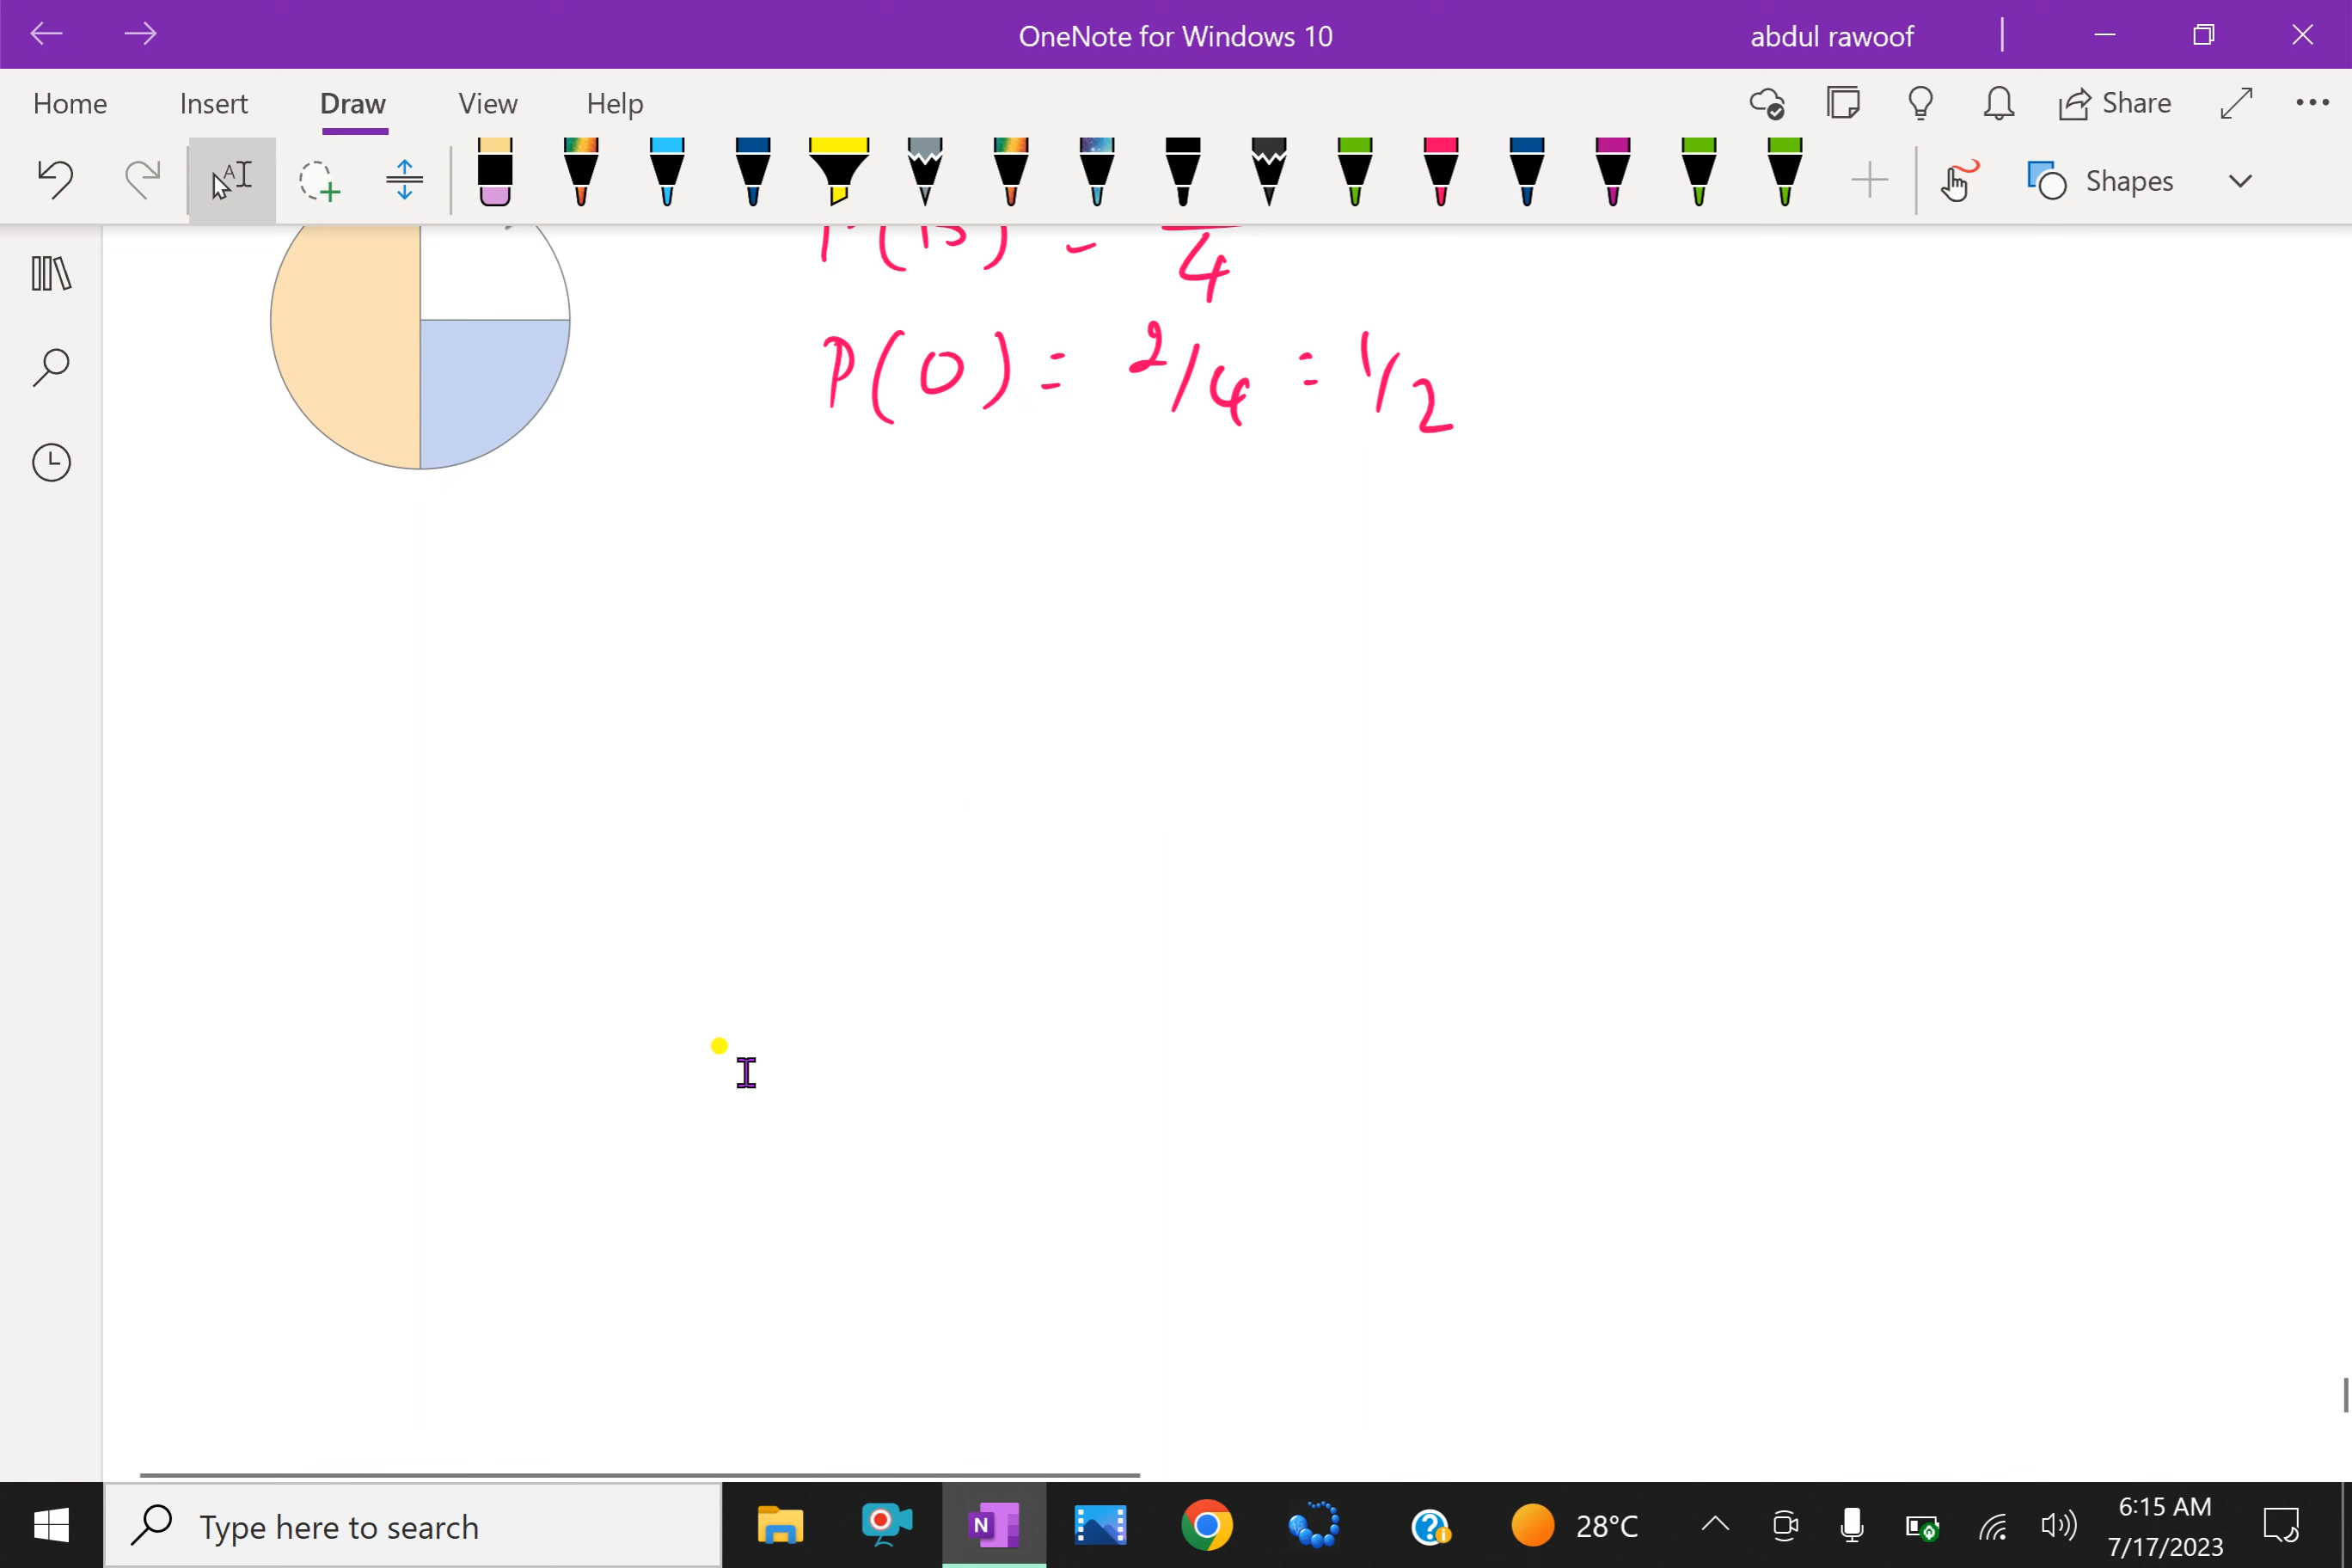 OneNote for Windows 10
abdul rawoof
Home Insert Draw View Help
Share
Shapes
P(B) = 4
P(O) = 2/4 = 1/2
Type here to search
28°C
6:15 AM
7/17/2023